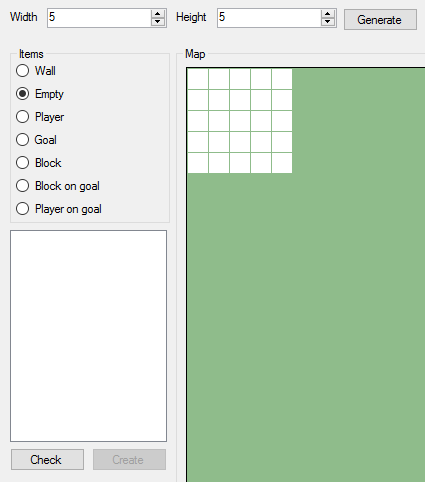 Width 5 Height 5 Generate
Items
Wall
Empty
Player
Goal
Block
Block on goal
Player on goal
Map
Check Create